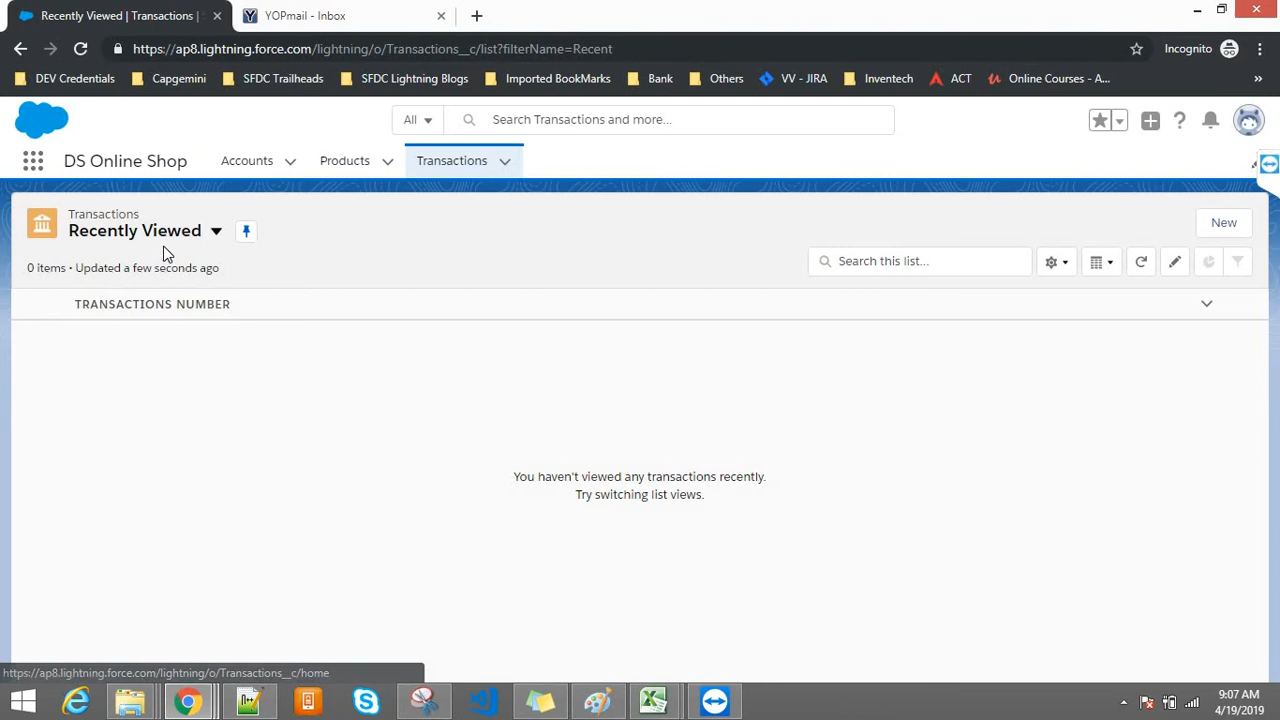 Recently Viewed | Transactions |
YOPmail - Inbox
https://ap8.lightning.force.com/lightning/o/Transactions__c/list?filterName=Recent
Incognito
DEV Credentials
Capgemini
SFDC Trailheads
SFDC Lightning Blogs
Imported BookMarks
Bank
Others
VV - JIRA
Inventech
ACT
Online Courses - A...
All
Search Transactions and more...
DS Online Shop
Accounts
Products
Transactions
Transactions
Recently Viewed
New
0 items • Updated a few seconds ago
Search this list...
TRANSACTIONS NUMBER
You haven't viewed any transactions recently.
Try switching list views.
https://ap8.lightning.force.com/lightning/o/Transactions__c/home
9:07 AM
4/19/2019